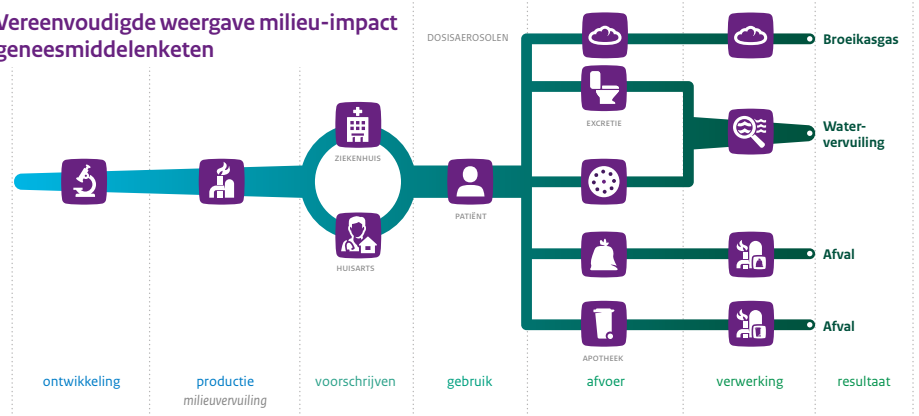 Vereenvoudigde weergave milieu-impact
geneesmiddelenketen
DOSISAEROSOLEN
Broeikasgas
ZIEKENHUIS
EXCRETIE
Water-
vervuiling
PATIËNT
HUISARTS
Afval
Afval
APOTHEEK
ontwikkeling
productie
milieuvervuiling
voorschrijven
gebruik
afvoer
verwerking
resultaat